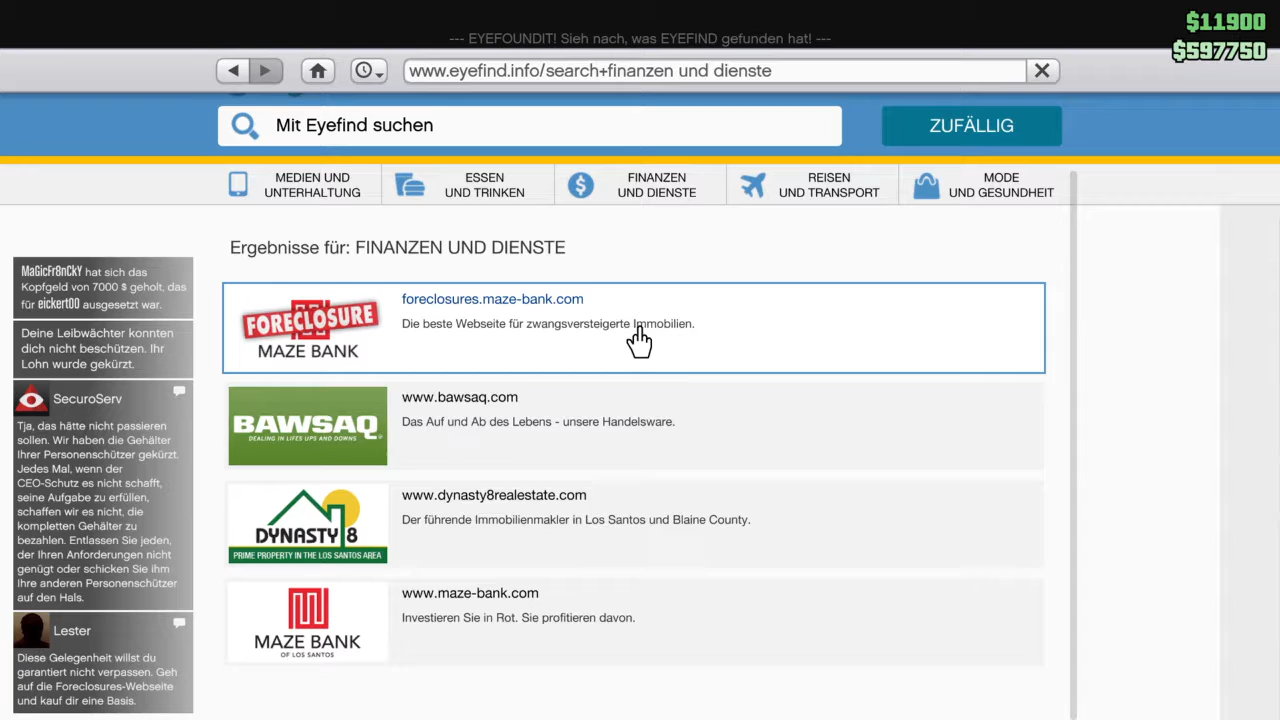 $11900
$597750
--- EYEFOUNDIT! Sieh nach, was EYEFIND gefunden hat! ---
www.eyefind.info/search+finanzen und dienste
Mit Eyefind suchen
ZUFÄLLIG
MEDIEN UND
UNTERHALTUNG
ESSEN
UND TRINKEN
FINANZEN
UND DIENSTE
REISEN
UND TRANSPORT
MODE
UND GESUNDHEIT
Ergebnisse für: FINANZEN UND DIENSTE
FORECLOSURE
MAZE BANK
foreclosures.maze-bank.com
Die beste Webseite für zwangsversteigerte Immobilien.
BAWSAQ
DEALING IN LIFES UPS AND DOWNS
www.bawsaq.com
Das Auf und Ab des Lebens - unsere Handelsware.
DYNASTY 8
PRIME PROPERTY IN THE LOS SANTOS AREA
www.dynasty8realestate.com
Der führende Immobilienmakler in Los Santos und Blaine County.
MAZE BANK
OF LOS SANTOS
www.maze-bank.com
Investieren Sie in Rot. Sie profitieren davon.
MaGicFr8nCkY hat sich das
Kopfgeld von 7000 $ geholt, das
für eickert00 ausgesetzt war.
Deine Leibwächter konnten
dich nicht beschützen. Ihr
Lohn wurde gekürzt.
SecuroServ
Tja, das hätte nicht passieren
sollen. Wir haben die Gehälter
Ihrer Personenschützer gekürzt.
Jedes Mal, wenn der
CEO-Schutz es nicht schafft,
seine Aufgabe zu erfüllen,
schaffen wir es nicht, die
kompletten Gehälter zu
bezahlen. Entlassen Sie jeden,
der Ihren Anforderungen nicht
genügt oder schicken Sie ihm
Ihre anderen Personenschützer
auf den Hals.
Lester
Diese Gelegenheit willst du
garantiert nicht verpassen. Geh
auf die Foreclosures-Webseite
und kauf dir eine Basis.